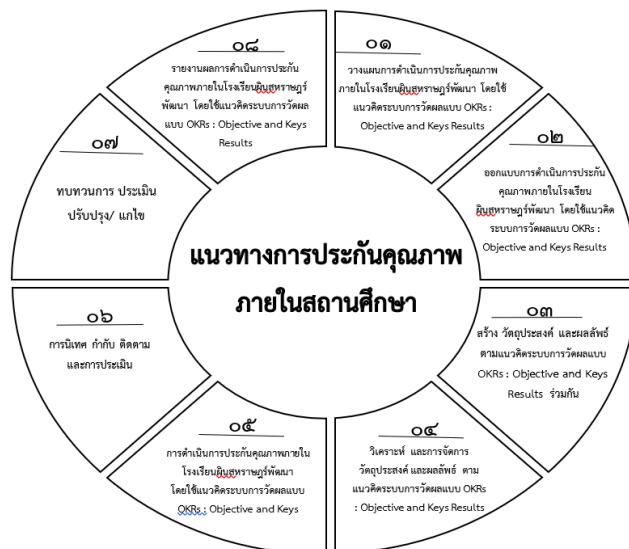 ๐๑
วางแผนการดำเนินการประกันคุณภาพ
ภายในโรงเรียนผินสุหราษฎร์
พัฒนา โดยใช้แนวคิดระบบการวัดผล
แบบ OKRs : Objective and Keys
Results
๐๒
ออกแบบการดำเนินการประกัน
คุณภาพภายในโรงเรียน
ผินสุหราษฎร์พัฒนา โดยใช้แนวคิด
ระบบการวัดผลแบบ OKRs :
Objective and Keys Results
๐๓
สร้าง วัตถุประสงค์ และผลลัพธ์
ตามแนวคิดระบบการวัดผลแบบ
OKRs : Objective and Keys
Results ร่วมกัน
๐๔
วิเคราะห์ และการจัดการ
วัตถุประสงค์ และผลลัพธ์ ตาม
แนวคิดระบบการวัดผลแบบ OKRs
: Objective and Keys Results
๐๕
การดำเนินการประกันคุณภาพภายใน
โรงเรียนผินสุหราษฎร์พัฒนา
โดยใช้แนวคิดระบบการวัดผลแบบ
OKRs : Objective and Keys
๐๖
การนิเทศ กำกับ ติดตาม
และการประเมิน
๐๗
ทบทวนการ ประเมิน
ปรับปรุง/ แก้ไข
๐๘
รายงานผลการดำเนินการประกัน
คุณภาพภายในโรงเรียนผินสุหราษฎร์
พัฒนา โดยใช้แนวคิดระบบการวัดผล
แบบ OKRs : Objective and Keys
Results
แนวทางการประกันคุณภาพ
ภายในสถานศึกษา